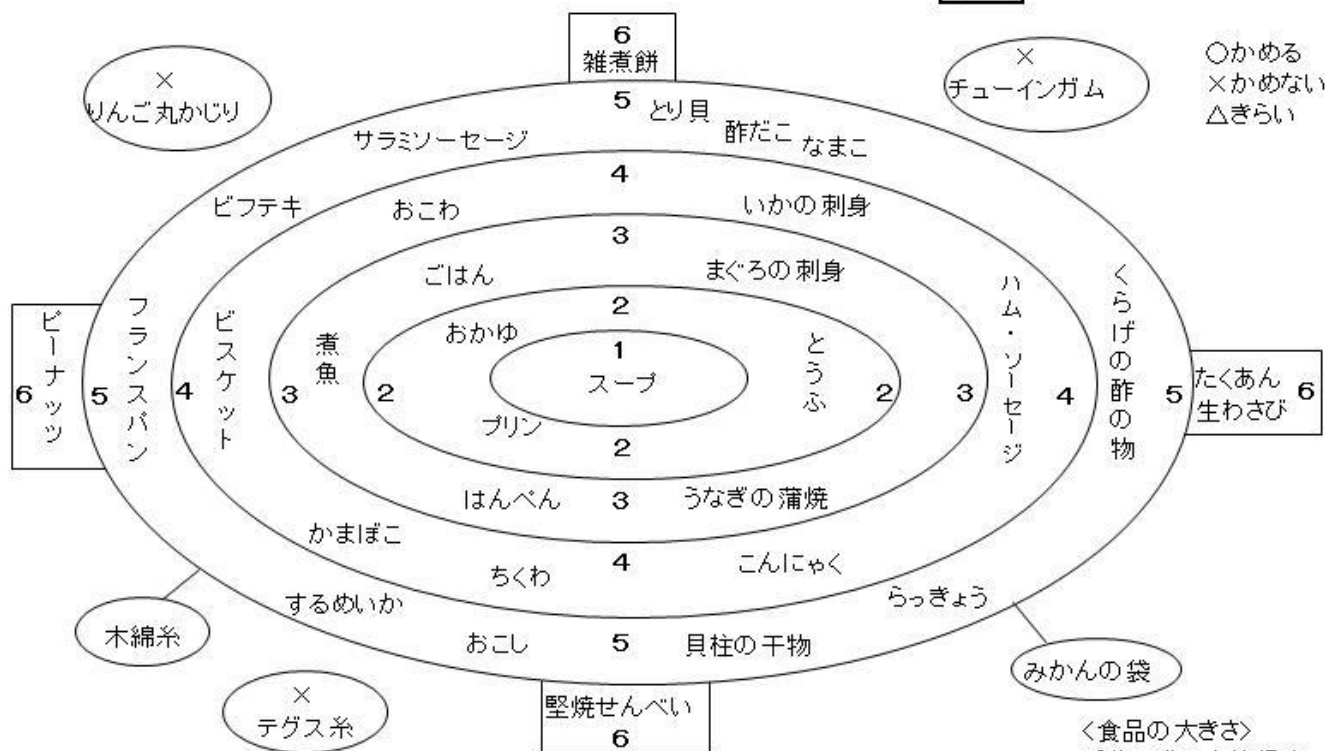 6
雑煮餅
×
りんご丸かじり
×
チューインガム
○かめる
×かめない
△きらい
5
とり貝
サラミソーセージ
酢だこ
なまこ
4
ビフテキ
おこわ
いかの刺身
3
ごはん
まぐろの刺身
2
おかゆ
1
スープ
とうふ
プリン
2
煮魚
2
2
3
3
ビスケット
ハム・ソーセージ
4
4
フランスパン
くらげの酢の物
5
5
ピーナッツ
6
たくあん
生わさび
6
はんぺん
3
うなぎの蒲焼
かまぼこ
ちくわ
4
こんにゃく
するめいか
らっきょう
おこし
5
貝柱の干物
木綿糸
みかんの袋
×
テグス糸
堅焼せんべい
6
<食品の大きさ>